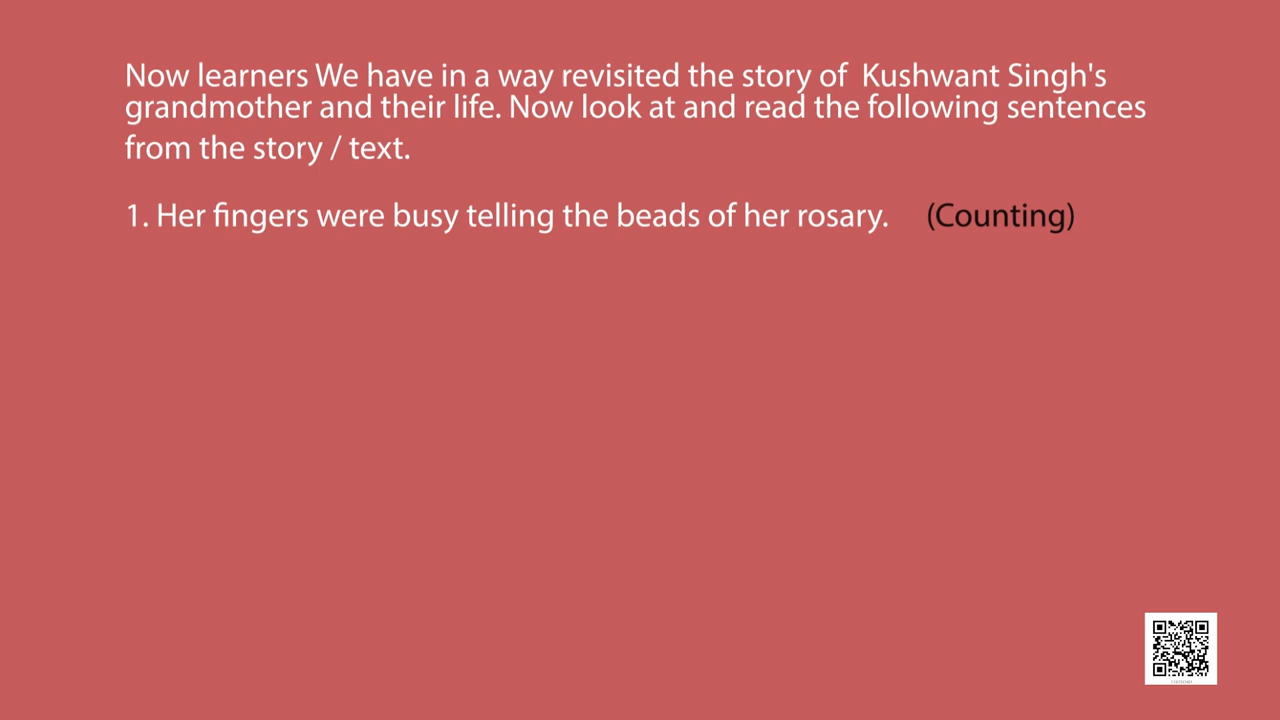 Now learners We have in a way revisited the story of Kushwant Singh's
grandmother and their life. Now look at and read the following sentences
from the story / text.
1. Her fingers were busy telling the beads of her rosary. (Counting)